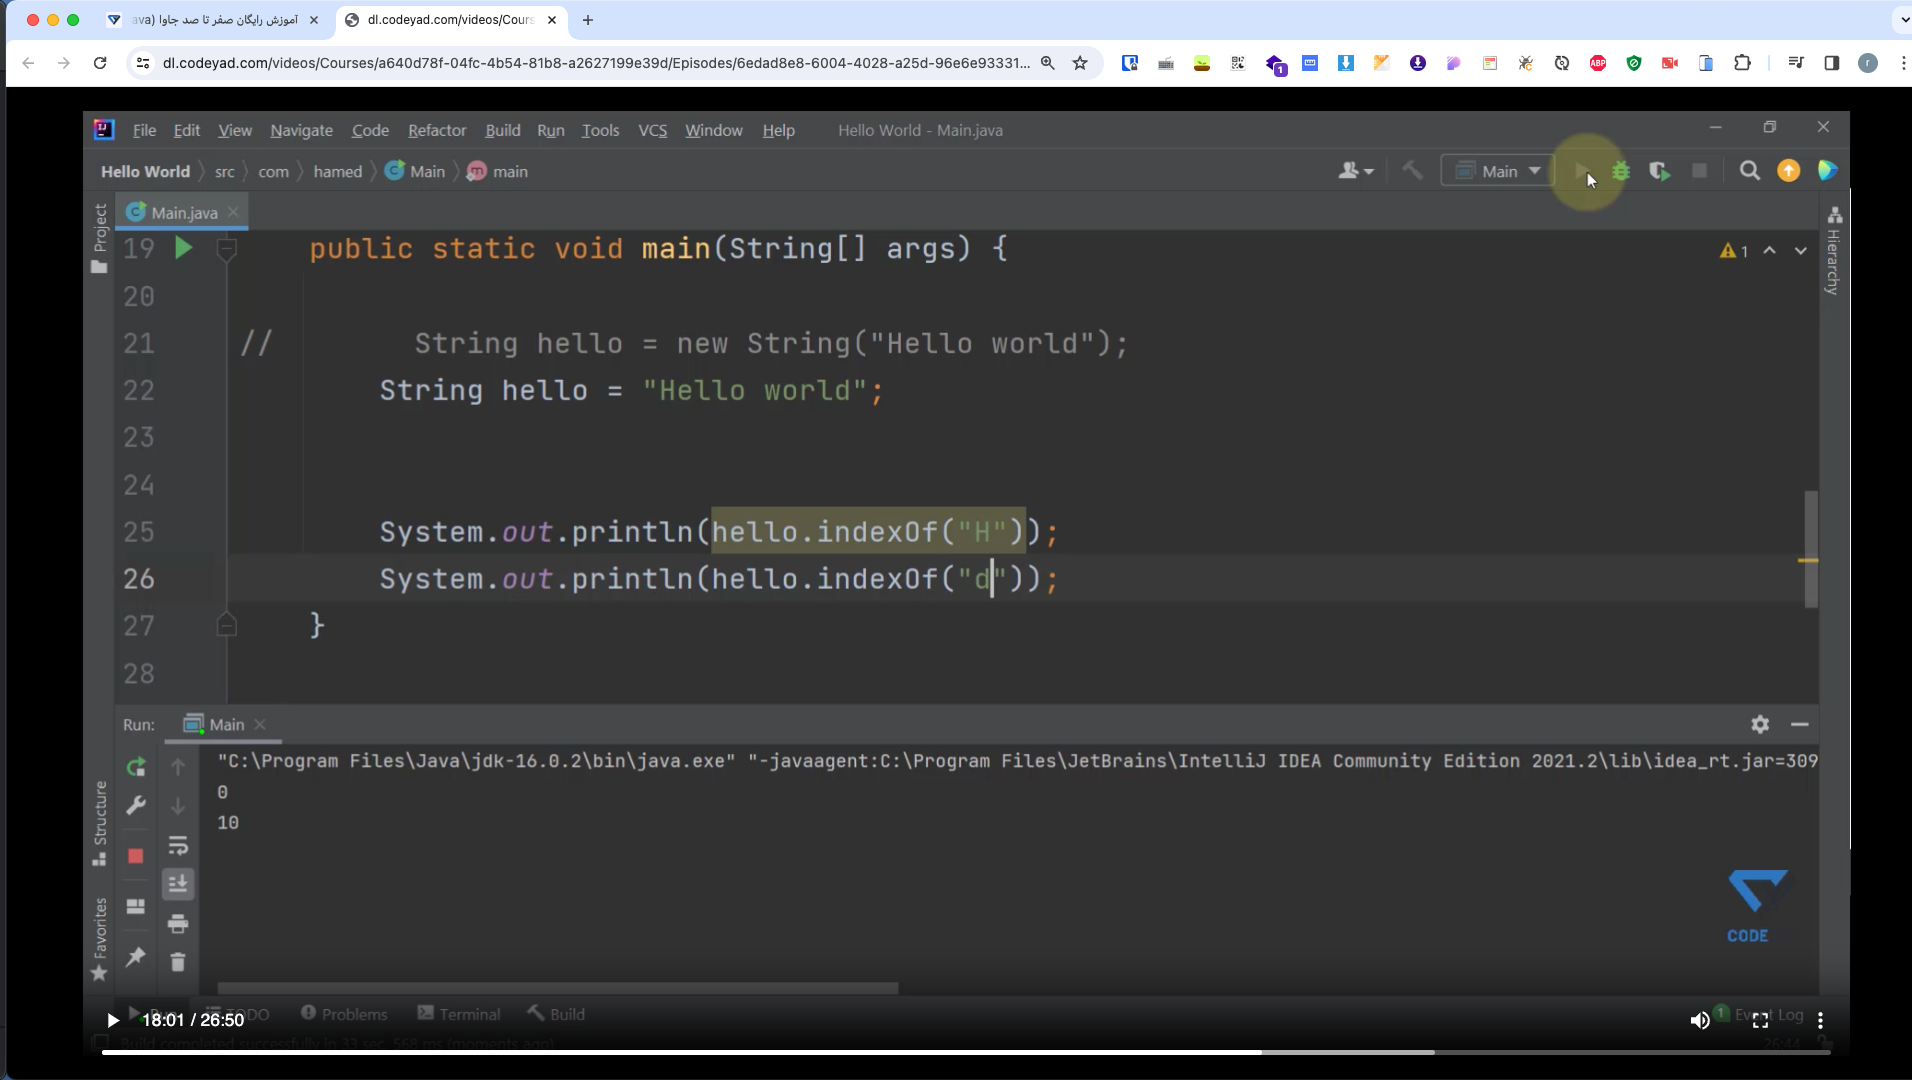 آموزش رایگان صفر تا صد جاوا (ava
dl.codeyad.com/videos/Cours
dl.codeyad.com/videos/Courses/a640d78f-04fc-4b54-81b8-a2627199e39d/Episodes/6edad8e8-6004-4028-a25d-96e6e93331...
1
ABP
r
File Edit View Navigate Code Refactor Build Run Tools VCS Window Help Hello World - Main.java
Hello World src com hamed Main main
Main
Project
Main.java
Hierarchy
19 public static void main(String[] args) {
1
20
21 // String hello = new String("Hello world");
22 String hello = "Hello world";
23
24
25 System.out.println(hello.indexOf("H"));
26 System.out.println(hello.indexOf("d"));
27 }
28
Run: Main
"C:\Program Files\Java\jdk-16.0.2\bin\java.exe" "-javaagent:C:\Program Files\JetBrains\IntelliJ IDEA Community Edition 2021.2\lib\idea_rt.jar=309
0
10
Structure
Favorites
CODE
TODO Problems Terminal Build
1 Event Log
18:01 / 26:50
Build completed successfully in 33 sec, 568 ms (moments ago)
26:44